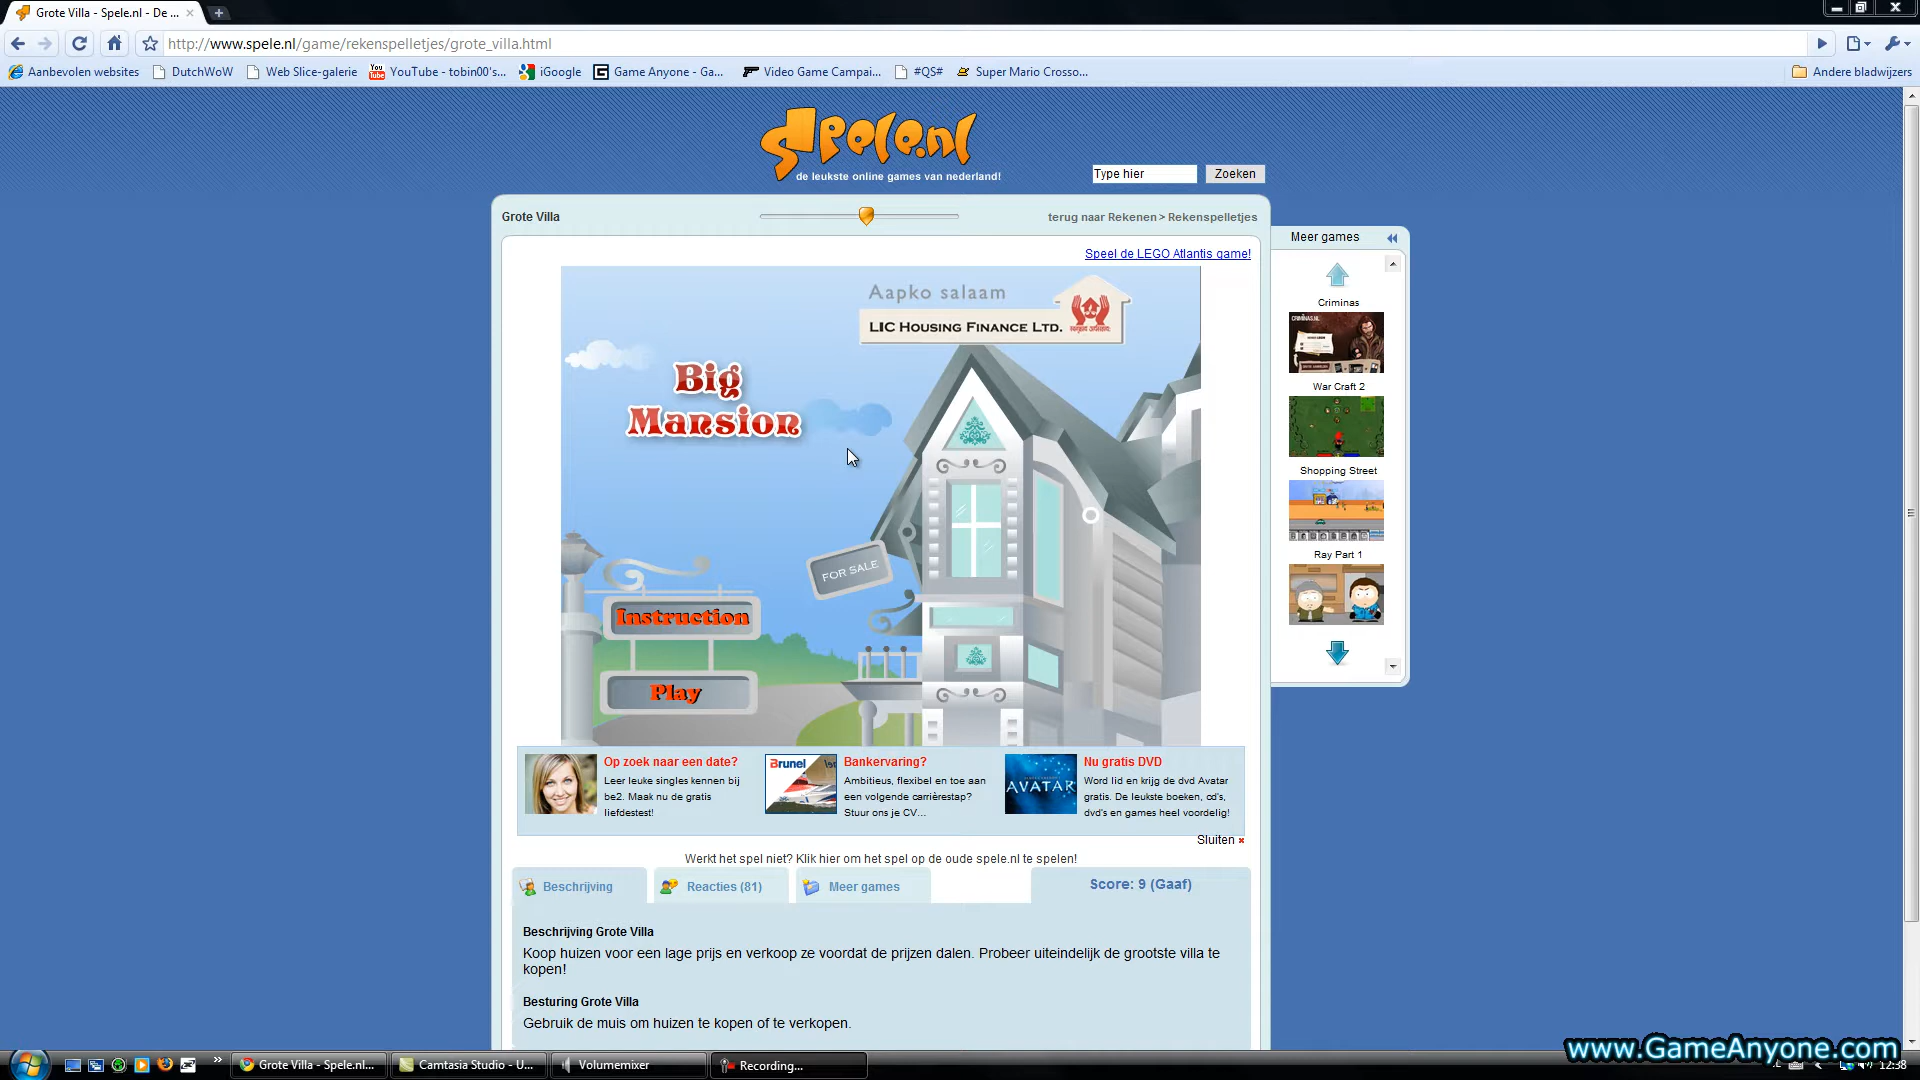 Grote Villa - Spele.nl - De ...
http://www.spele.nl/game/rekenspelletjes/grote_villa.html
Aanbevolen websites DutchWoW Web Slice-galerie YouTube - tobin00's... iGoogle Game Anyone - Ga... Video Game Campai... #QS# Super Mario Crosso... Andere bladwijzers
spele.nl
de leukste online games van nederland!
Type hier Zoeken
Grote Villa terug naar Rekenen > Rekenspelletjes
Speel de LEGO Atlantis game!
Aapko salaam
LIC HOUSING FINANCE LTD.
Big
Mansion
FOR SALE
Instruction
Play
Meer games
Criminas
CRIMINAS.NL
War Craft 2
Shopping Street
Ray Part 1
Op zoek naar een date?
Leer leuke singles kennen bij
be2. Maak nu de gratis
liefdestest!
Brunel
Bankervaring?
Ambitieus, flexibel en toe aan
een volgende carrièrestap?
Stuur ons je CV...
AVATAR
Nu gratis DVD
Word lid en krijg de dvd Avatar
gratis. De leukste boeken, cd's,
dvd's en games heel voordelig!
Sluiten
Werkt het spel niet? Klik hier om het spel op de oude spele.nl te spelen!
Beschrijving Reacties (81) Meer games Score: 9 (Gaaf)
Beschrijving Grote Villa
Koop huizen voor een lage prijs en verkoop ze voordat de prijzen dalen. Probeer uiteindelijk de grootste villa te
kopen!
Besturing Grote Villa
Gebruik de muis om huizen te kopen of te verkopen.
www.GameAnyone.com
Grote Villa - Spele.nl... Camtasia Studio - U... Volumemixer Recording... 12:38